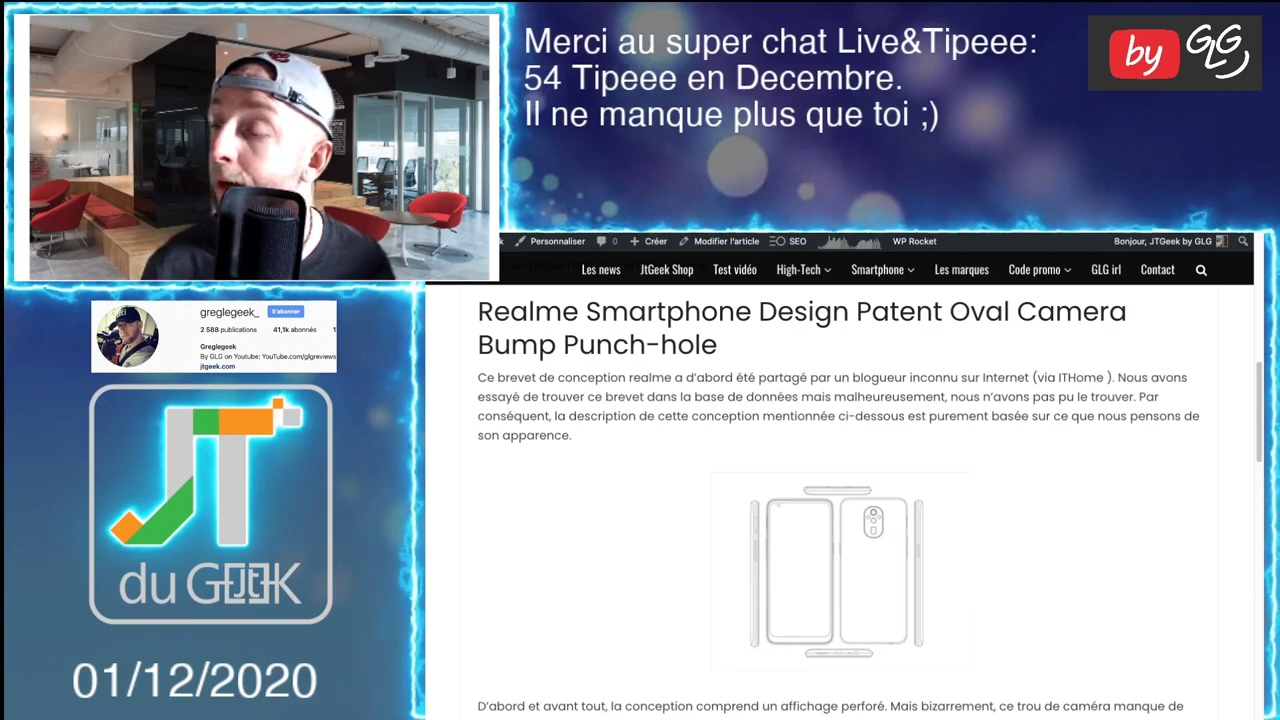 Merci au super chat Live&Tipeee:
54 Tipeee en Decembre.
Il ne manque plus que toi ;)
by GLG
Personnaliser 0 Créer Modifier l'article SEO WP Rocket Bonjour, JTGeek by GLG
Les news JtGeek Shop Test vidéo High-Tech Smartphone Les marques Code promo GLG irl Contact
Realme Smartphone Design Patent Oval Camera
Bump Punch-hole
Ce brevet de conception realme a d'abord été partagé par un blogueur inconnu sur Internet (via ITHome ). Nous avons
essayé de trouver ce brevet dans la base de données mais malheureusement, nous n'avons pas pu le trouver. Par
conséquent, la description de cette conception mentionnée ci-dessous est purement basée sur ce que nous pensons de
son apparence.
D'abord et avant tout, la conception comprend un affichage perforé. Mais bizarrement, ce trou de caméra manque de
greglegeek_ S'abonner
2 588 publications 41,1k abonnés 1
Greglegeek
By GLG on Youtube: YouTube.com/glgreviews
jtgeek.com
JT
du GEEK
01/12/2020